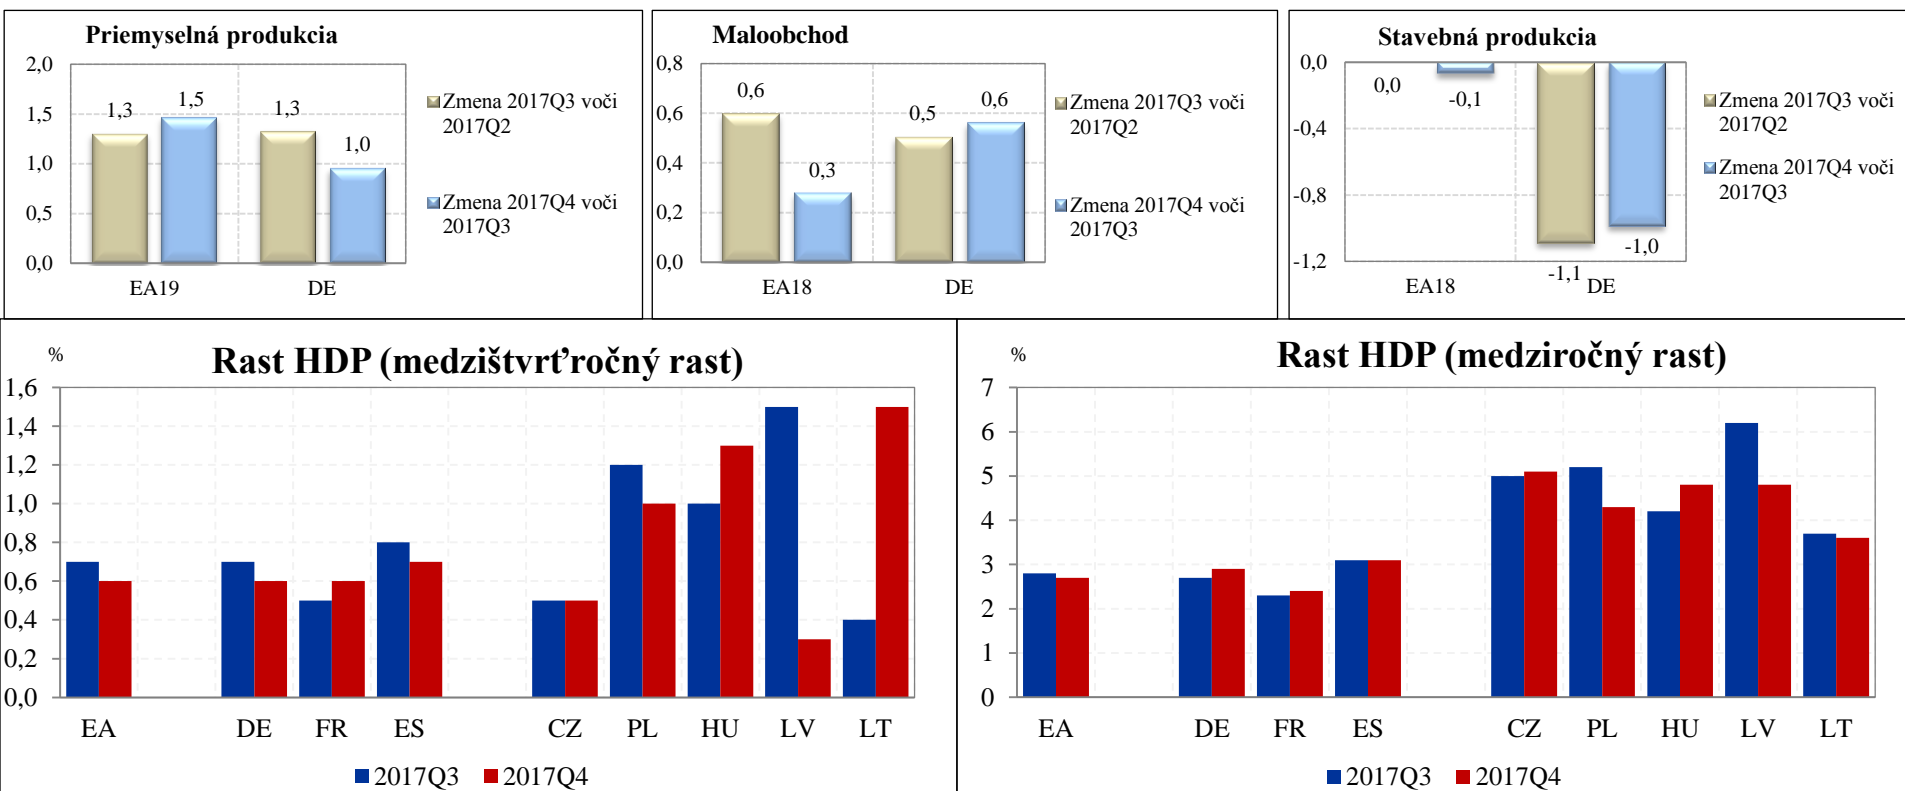 Priemyselná produkcia
2,0
1,5
1,0
0,5
0,0
1,3
1,5
1,3
1,0
EA19
DE
Zmena 2017Q3 voči
2017Q2
Zmena 2017Q4 voči
2017Q3
Maloobchod
0,8
0,6
0,4
0,2
0,0
0,6
0,3
0,5
0,6
EA18
DE
Zmena 2017Q3 voči
2017Q2
Zmena 2017Q4 voči
2017Q3
Stavebná produkcia
0,0
-0,4
-0,8
-1,2
0,0
-0,1
-1,1
-1,0
EA18
DE
Zmena 2017Q3 voči
2017Q2
Zmena 2017Q4 voči
2017Q3
%
Rast HDP (medzištvrťročný rast)
1,6
1,4
1,2
1,0
0,8
0,6
0,4
0,2
0,0
EA DE FR ES CZ PL HU LV LT
2017Q3 2017Q4
%
Rast HDP (medziročný rast)
7
6
5
4
3
2
1
0
EA DE FR ES CZ PL HU LV LT
2017Q3 2017Q4